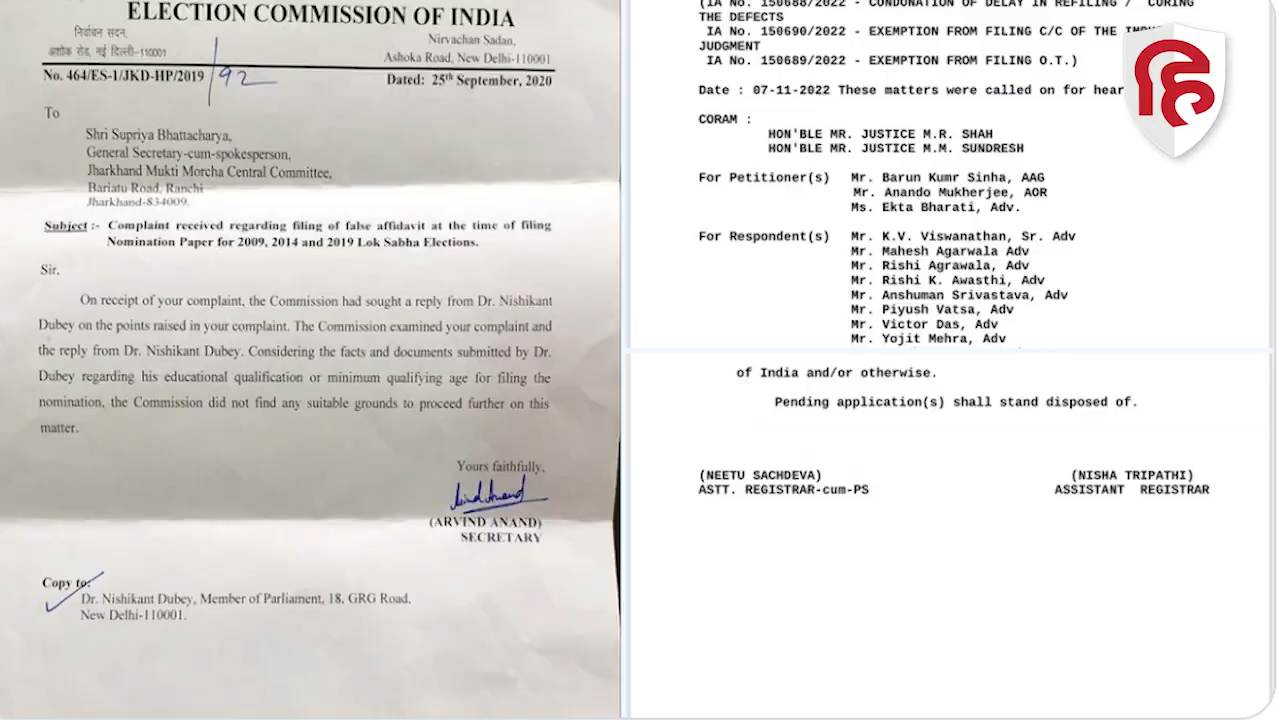 ELECTION COMMISSION OF INDIA
निर्वाचन सदन,
अशोक रोड, नई दिल्ली-110001
Nirvachan Sadan,
Ashoka Road, New Delhi-110001
No. 464/ES-1/JKD-HP/2019/92
Dated: 25th September, 2020
To
Shri Supriya Bhattacharya,
General Secretary-cum-spokesperson,
Jharkhand Mukti Morcha Central Committee,
Bariatu Road, Ranchi
Jharkhand-834009.
Subject :- Complaint received regarding filing of false affidavit at the time of filing
Nomination Paper for 2009, 2014 and 2019 Lok Sabha Elections.
Sir,
On receipt of your complaint, the Commission had sought a reply from Dr. Nishikant
Dubey on the points raised in your complaint. The Commission examined your complaint and
the reply from Dr. Nishikant Dubey. Considering the facts and documents submitted by Dr.
Dubey regarding his educational qualification or minimum qualifying age for filing the
nomination, the Commission did not find any suitable grounds to proceed further on this
matter.
Yours faithfully,
(ARVIND ANAND)
SECRETARY
Copy to:
Dr. Nishikant Dubey, Member of Parliament, 18, GRG Road,
New Delhi-110001.
(IA No. 150688/2022 - CONDONATION OF DELAY IN REFILING / CURING
THE DEFECTS
IA No. 150690/2022 - EXEMPTION FROM FILING C/C OF THE
JUDGMENT
IA No. 150689/2022 - EXEMPTION FROM FILING O.T.)
Date : 07-11-2022 These matters were called on for hear
CORAM :
HON'BLE MR. JUSTICE M.R. SHAH
HON'BLE MR. JUSTICE M.M. SUNDRESH
For Petitioner(s) Mr. Barun Kumr Sinha, AAG
Mr. Anando Mukherjee, AOR
Ms. Ekta Bharati, Adv.
For Respondent(s) Mr. K.V. Viswanathan, Sr. Adv
Mr. Mahesh Agarwala Adv
Mr. Rishi Agrawala, Adv
Mr. Rishi K. Awasthi, Adv
Mr. Anshuman Srivastava, Adv
Mr. Piyush Vatsa, Adv
Mr. Victor Das, Adv
Mr. Yojit Mehra, Adv
of India and/or otherwise.
Pending application(s) shall stand disposed of.
(NEETU SACHDEVA) (NISHA TRIPATHI)
ASTT. REGISTRAR-cum-PS ASSISTANT REGISTRAR